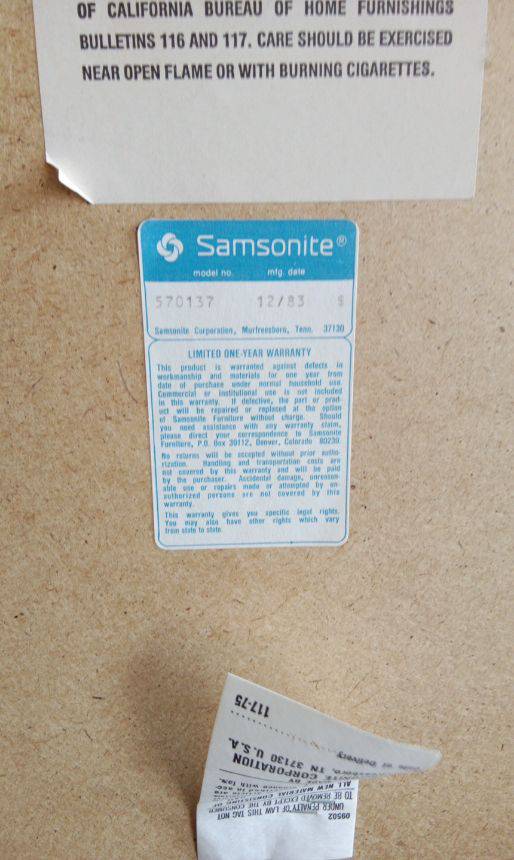 OF CALIFORNIA BUREAU OF HOME FURNISHINGS
BULLETINS 116 AND 117. CARE SHOULD BE EXERCISED
NEAR OPEN FLAME OR WITH BURNING CIGARETTES.
Samsonite®
model no. mfg. date
570137 12/83 S
Samsonite Corporation, Murfreesboro, Tenn. 37130
LIMITED ONE-YEAR WARRANTY
This product is warranted against defects in
workmanship and materials for one year from
date of purchase under normal household use.
Commercial or institutional use is not included
in this warranty. If defective, the part or prod-
uct will be repaired or replaced at the option
of Samsonite Furniture without charge. Should
you need assistance with any warranty claim,
please direct your correspondence to Samsonite
Furniture, P.O. Box 39112, Denver, Colorado 80239.
No returns will be accepted without prior autho-
rization. Handling and transportation costs are
not covered by this warranty and will be paid
by the purchaser. Accidental damage, unreason-
able use or repairs made or attempted by un-
authorized persons are not covered by this
warranty.
This warranty gives you specific legal rights.
You may also have other rights which vary
from state to state.
09502
UNDER PENALTY OF LAW THIS TAG NOT
TO BE REMOVED EXCEPT BY THE CONSUMER
ALL NEW MATERIAL CONSISTING OF
CORPORATION
TN 37130 U.S.A.
of Delivery
117-75